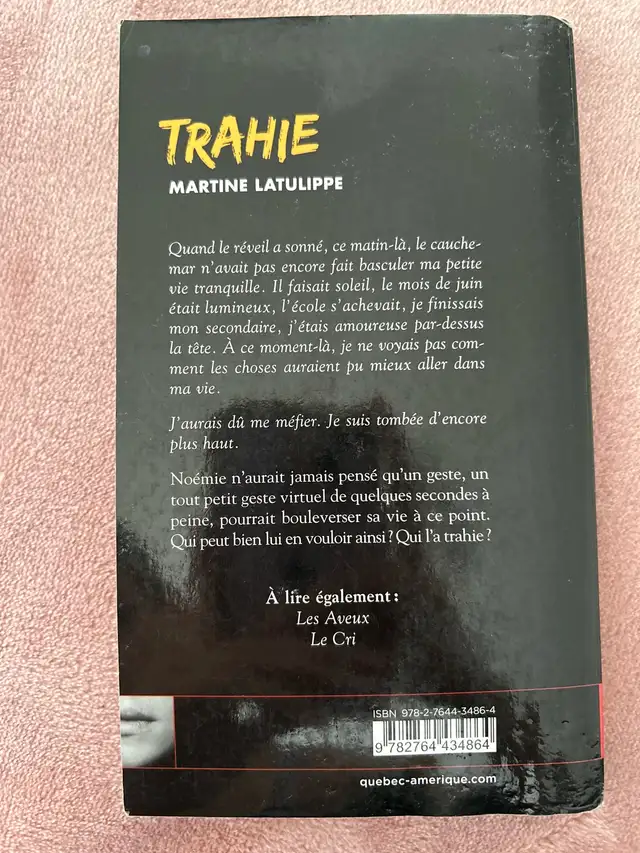 TRAHIE
MARTINE LATULIPPE
Quand le réveil a sonné, ce matin-là, le cauche-
mar n'avait pas encore fait basculer ma petite
vie tranquille. Il faisait soleil, le mois de juin
était lumineux, l'école s'achevait, je finissais
mon secondaire, j'étais amoureuse par-dessus
la tête. À ce moment-là, je ne voyais pas com-
ment les choses auraient pu mieux aller dans
ma vie.
J'aurais dû me méfier. Je suis tombée d'encore
plus haut.
Noémie n'aurait jamais pensé qu'un geste, un
tout petit geste virtuel de quelques secondes à
peine, pourrait bouleverser sa vie à ce point.
Qui peut bien lui en vouloir ainsi ? Qui l'a trahie ?
À lire également :
Les Aveux
Le Cri
ISBN 978-2-7644-3486-4
9 782764 434864
quebec-amerique.com